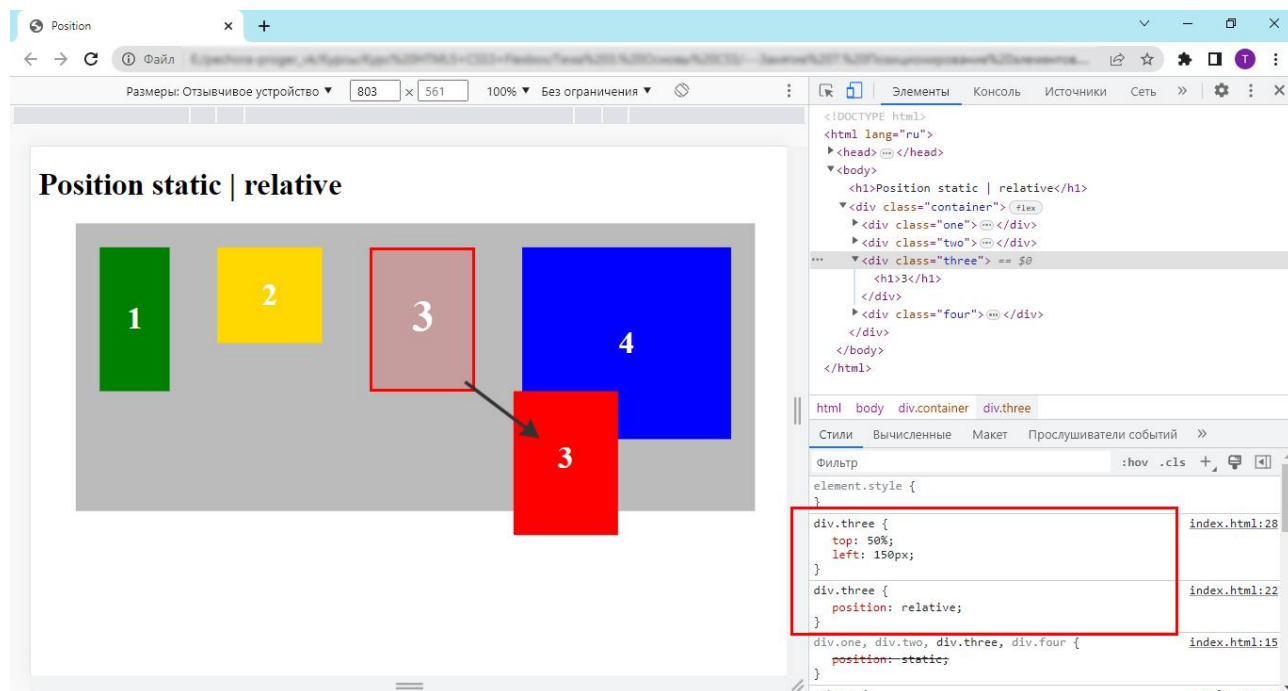 Position × +
Файл
Размеры: Отзывчивое устройство ▼ 803 × 561 100% ▼ Без ограничения ▼
Элементы Консоль Источники Сеть »
T
Position static | relative
1
2
3
4
3
<!DOCTYPE html>
<html lang="ru">
▶<head>…</head>
▼<body>
<h1>Position static | relative</h1>
▼<div class="container"> flex
▶<div class="one">…</div>
▶<div class="two">…</div>
… ▼<div class="three"> == $0
<h1>3</h1>
</div>
▶<div class="four">…</div>
</div>
</body>
</html>
html body div.container div.three
Стили Вычисленные Макет Прослушиватели событий »
Фильтр :hov .cls +
element.style {
}
div.three { index.html:28
top: 50%;
left: 150px;
}
div.three { index.html:22
position: relative;
}
div.one, div.two, div.three, div.four { index.html:15
position: static;
}